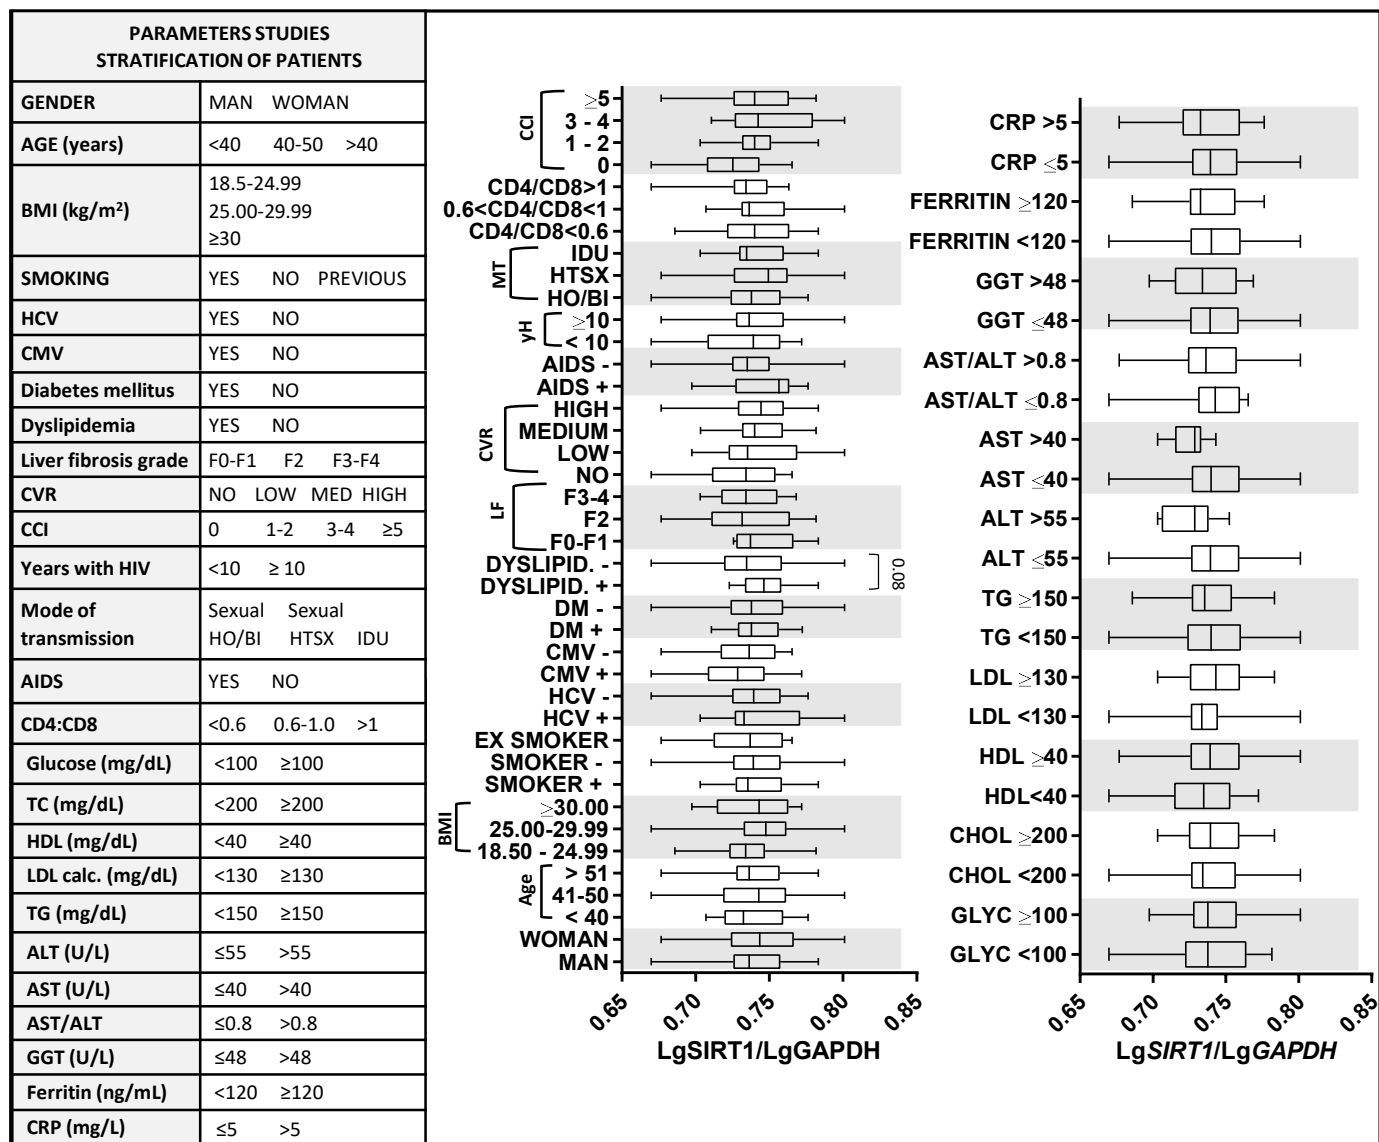 PARAMETERS STUDIES
STRATIFICATION OF PATIENTS
GENDER MAN WOMAN
AGE (years) <40 40-50 >40
BMI (kg/m²) 18.5-24.99
25.00-29.99
≥30
SMOKING YES NO PREVIOUS
HCV YES NO
CMV YES NO
Diabetes mellitus YES NO
Dyslipidemia YES NO
Liver fibrosis grade F0-F1 F2 F3-F4
CVR NO LOW MED HIGH
CCI 0 1-2 3-4 ≥5
Years with HIV <10 ≥ 10
Mode of transmission Sexual Sexual
HO/BI HTSX IDU
AIDS YES NO
CD4:CD8 <0.6 0.6-1.0 >1
Glucose (mg/dL) <100 ≥100
TC (mg/dL) <200 ≥200
HDL (mg/dL) <40 ≥40
LDL calc. (mg/dL) <130 ≥130
TG (mg/dL) <150 ≥150
ALT (U/L) ≤55 >55
AST (U/L) ≤40 >40
AST/ALT ≤0.8 >0.8
GGT (U/L) ≤48 >48
Ferritin (ng/mL) <120 ≥120
CRP (mg/L) ≤5 >5
CCI
≥5
3 - 4
1 - 2
0
CD4/CD8>1
0.6<CD4/CD8<1
CD4/CD8<0.6
MT
IDU
HTSX
HO/BI
yH
≥10
< 10
AIDS -
AIDS +
CVR
HIGH
MEDIUM
LOW
NO
LF
F3-4
F2
F0-F1
DYSLIPID. -
DYSLIPID. +
0.08
DM -
DM +
CMV -
CMV +
HCV -
HCV +
EX SMOKER
SMOKER -
SMOKER +
BMI
≥30.00
25.00-29.99
18.50 - 24.99
Age
> 51
41-50
< 40
WOMAN
MAN
0.65 0.70 0.75 0.80 0.85
LgSIRT1/LgGAPDH
CRP >5
CRP ≤5
FERRITIN ≥120
FERRITIN <120
GGT >48
GGT ≤48
AST/ALT >0.8
AST/ALT ≤0.8
AST >40
AST ≤40
ALT >55
ALT ≤55
TG ≥150
TG <150
LDL ≥130
LDL <130
HDL ≥40
HDL<40
CHOL ≥200
CHOL <200
GLYC ≥100
GLYC <100
0.65 0.70 0.75 0.80 0.85
LgSIRT1/LgGAPDH